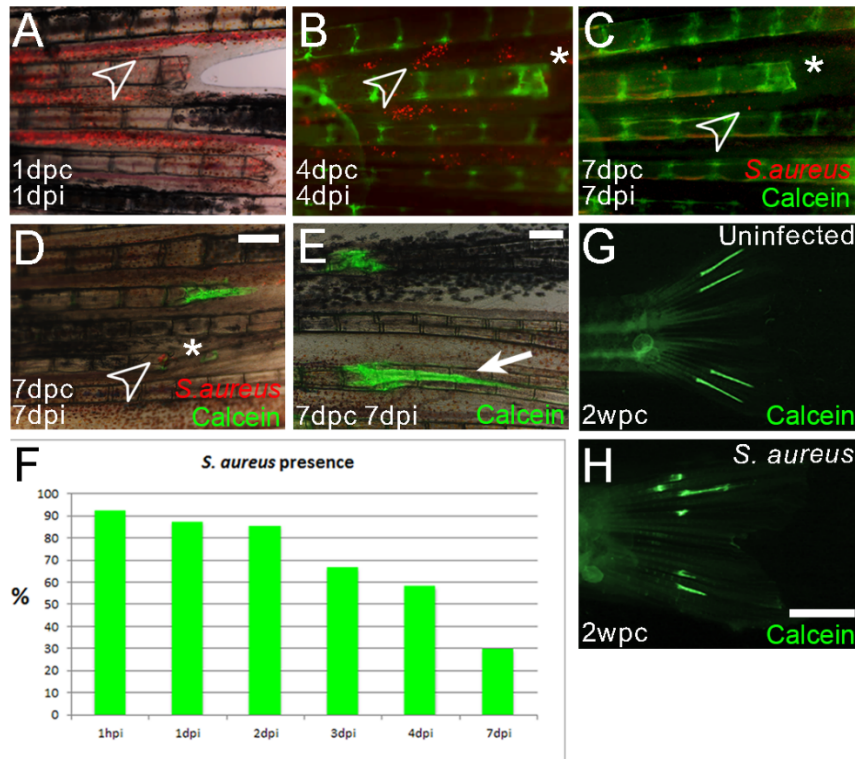 A
1dpc
1dpi
B
*
4dpc
4dpi
C
*
7dpc
7dpi
S.aureus
Calcein
D
*
7dpc
7dpi
S.aureus
Calcein
E
7dpc 7dpi
Calcein
G
Uninfected
2wpc
Calcein
F
S. aureus presence
100
90
80
70
60
50
40
30
20
10
0
%
1hpi
1dpi
2dpi
3dpi
4dpi
7dpi
H
S. aureus
2wpc
Calcein